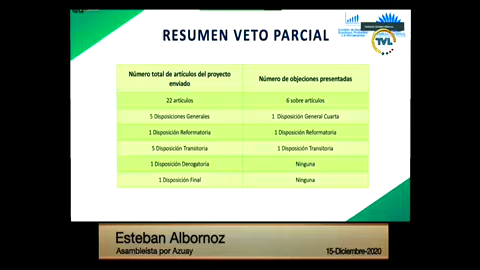 RESUMEN VETO PARCIAL
TVL
Número total de artículos del proyecto
enviado
Número de objeciones presentadas
22 artículos
6 sobre artículos
5 Disposiciones Generales
1 Disposición General Cuarta
1 Disposición Reformatoria
1 Disposición Reformatoria
5 Disposición Transitoria
1 Disposición Transitoria
1 Disposición Derogatoria
Ninguna
1 Disposición Final
Ninguna
Esteban Albornoz
Asambleísta por Azuay
15-Diciembre-2020